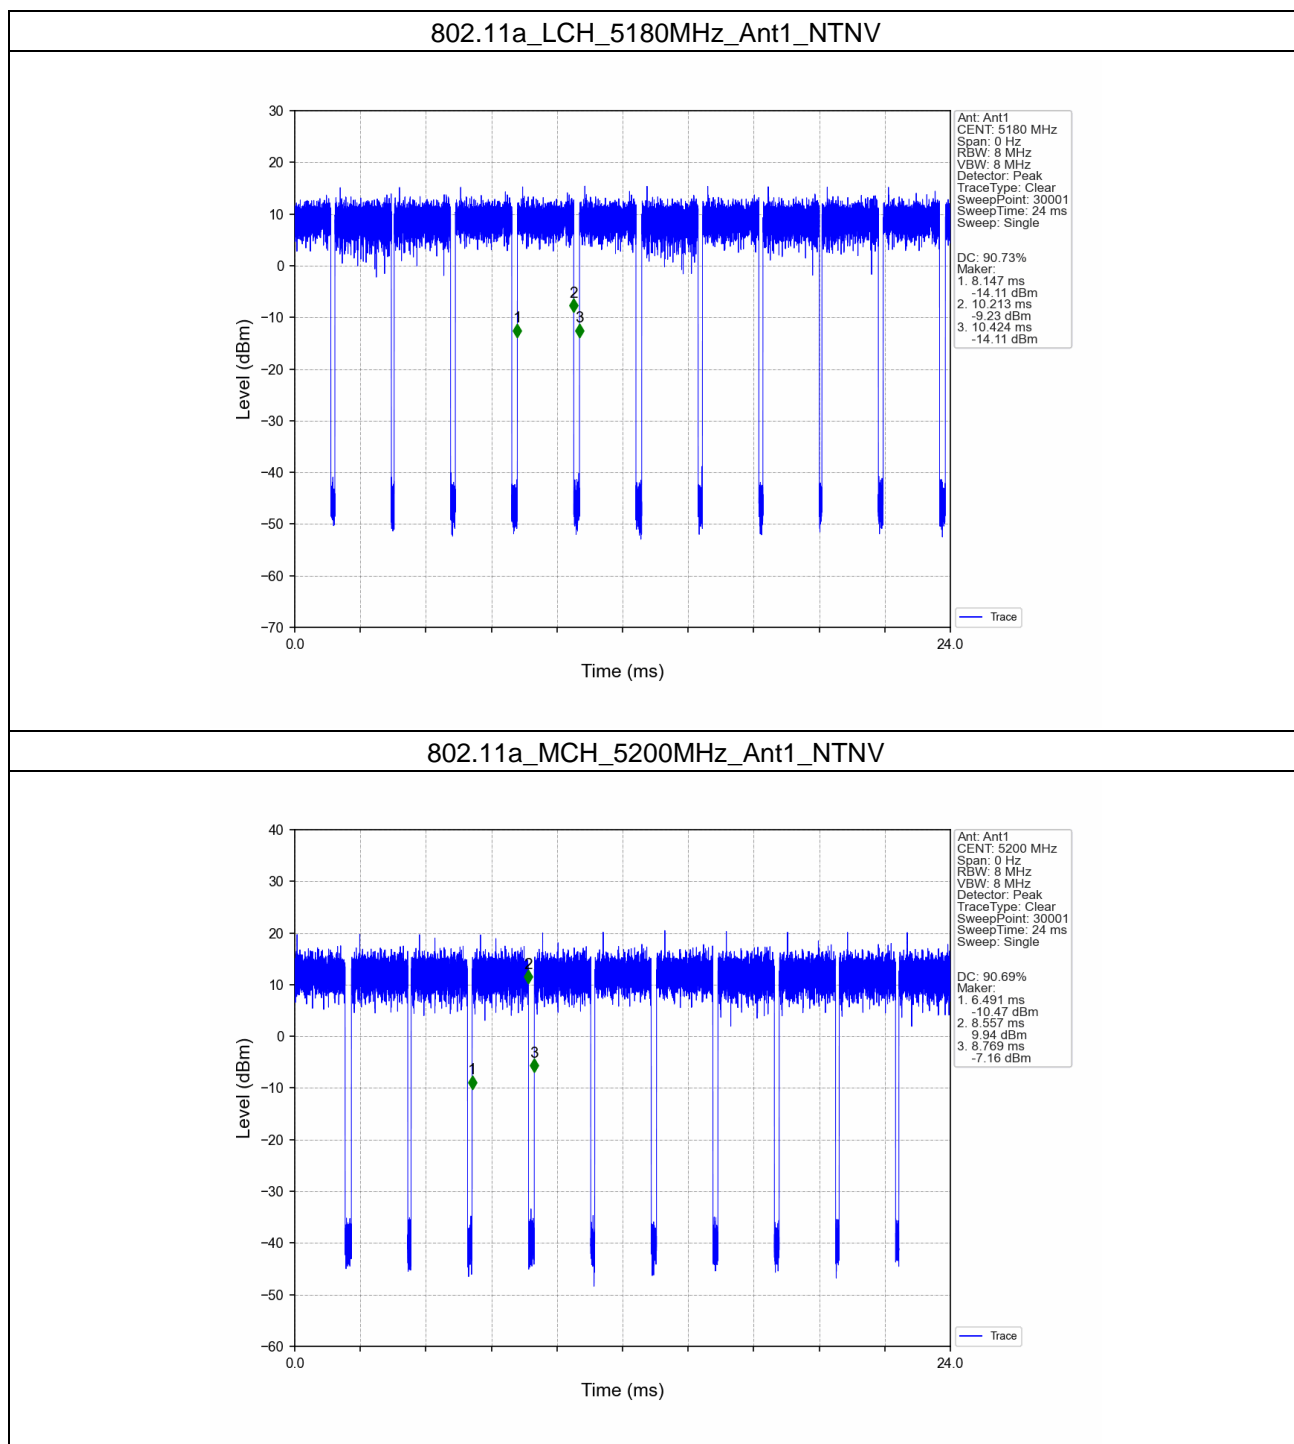 802.11a_LCH_5180MHz_Ant1_NTNV
30
20
10
0
−10
−20
−30
−40
−50
−60
−70
Level (dBm)
0.0
24.0
Time (ms)
1
2
3
Ant: Ant1
CENT: 5180 MHz
Span: 0 Hz
RBW: 8 MHz
VBW: 8 MHz
Detector: Peak
TraceType: Clear
SweepPoint: 30001
SweepTime: 24 ms
Sweep: Single
DC: 90.73%
Maker:
1. 8.147 ms
-14.11 dBm
2. 10.213 ms
-9.23 dBm
3. 10.424 ms
-14.11 dBm
Trace
802.11a_MCH_5200MHz_Ant1_NTNV
40
30
20
10
0
−10
−20
−30
−40
−50
−60
Level (dBm)
0.0
24.0
Time (ms)
1
2
3
Ant: Ant1
CENT: 5200 MHz
Span: 0 Hz
RBW: 8 MHz
VBW: 8 MHz
Detector: Peak
TraceType: Clear
SweepPoint: 30001
SweepTime: 24 ms
Sweep: Single
DC: 90.69%
Maker:
1. 6.491 ms
-10.47 dBm
2. 8.557 ms
9.94 dBm
3. 8.769 ms
-7.16 dBm
Trace